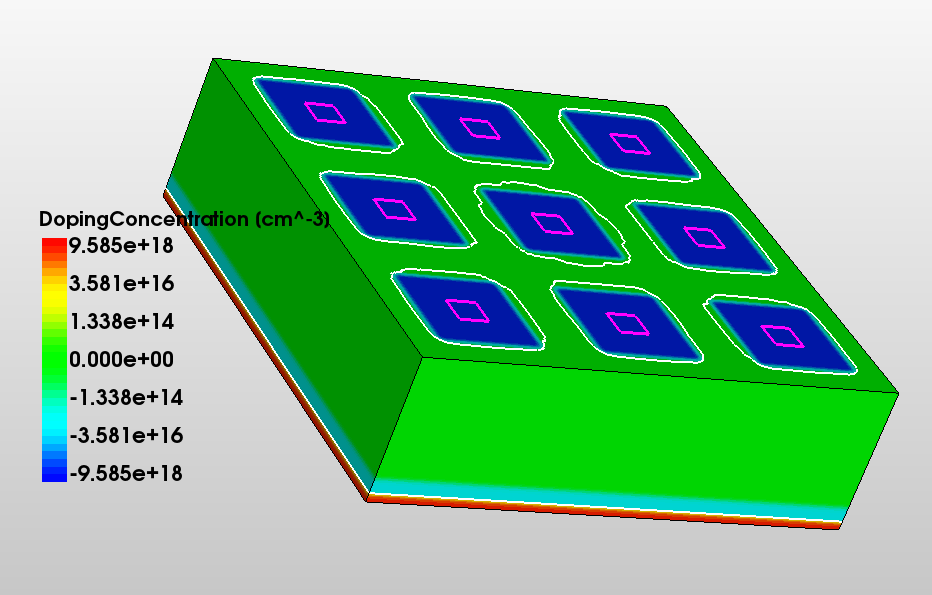 DopingConcentration (cm^-3)
9.585e+18
3.581e+16
1.338e+14
0.000e+00
-1.338e+14
-3.581e+16
-9.585e+18